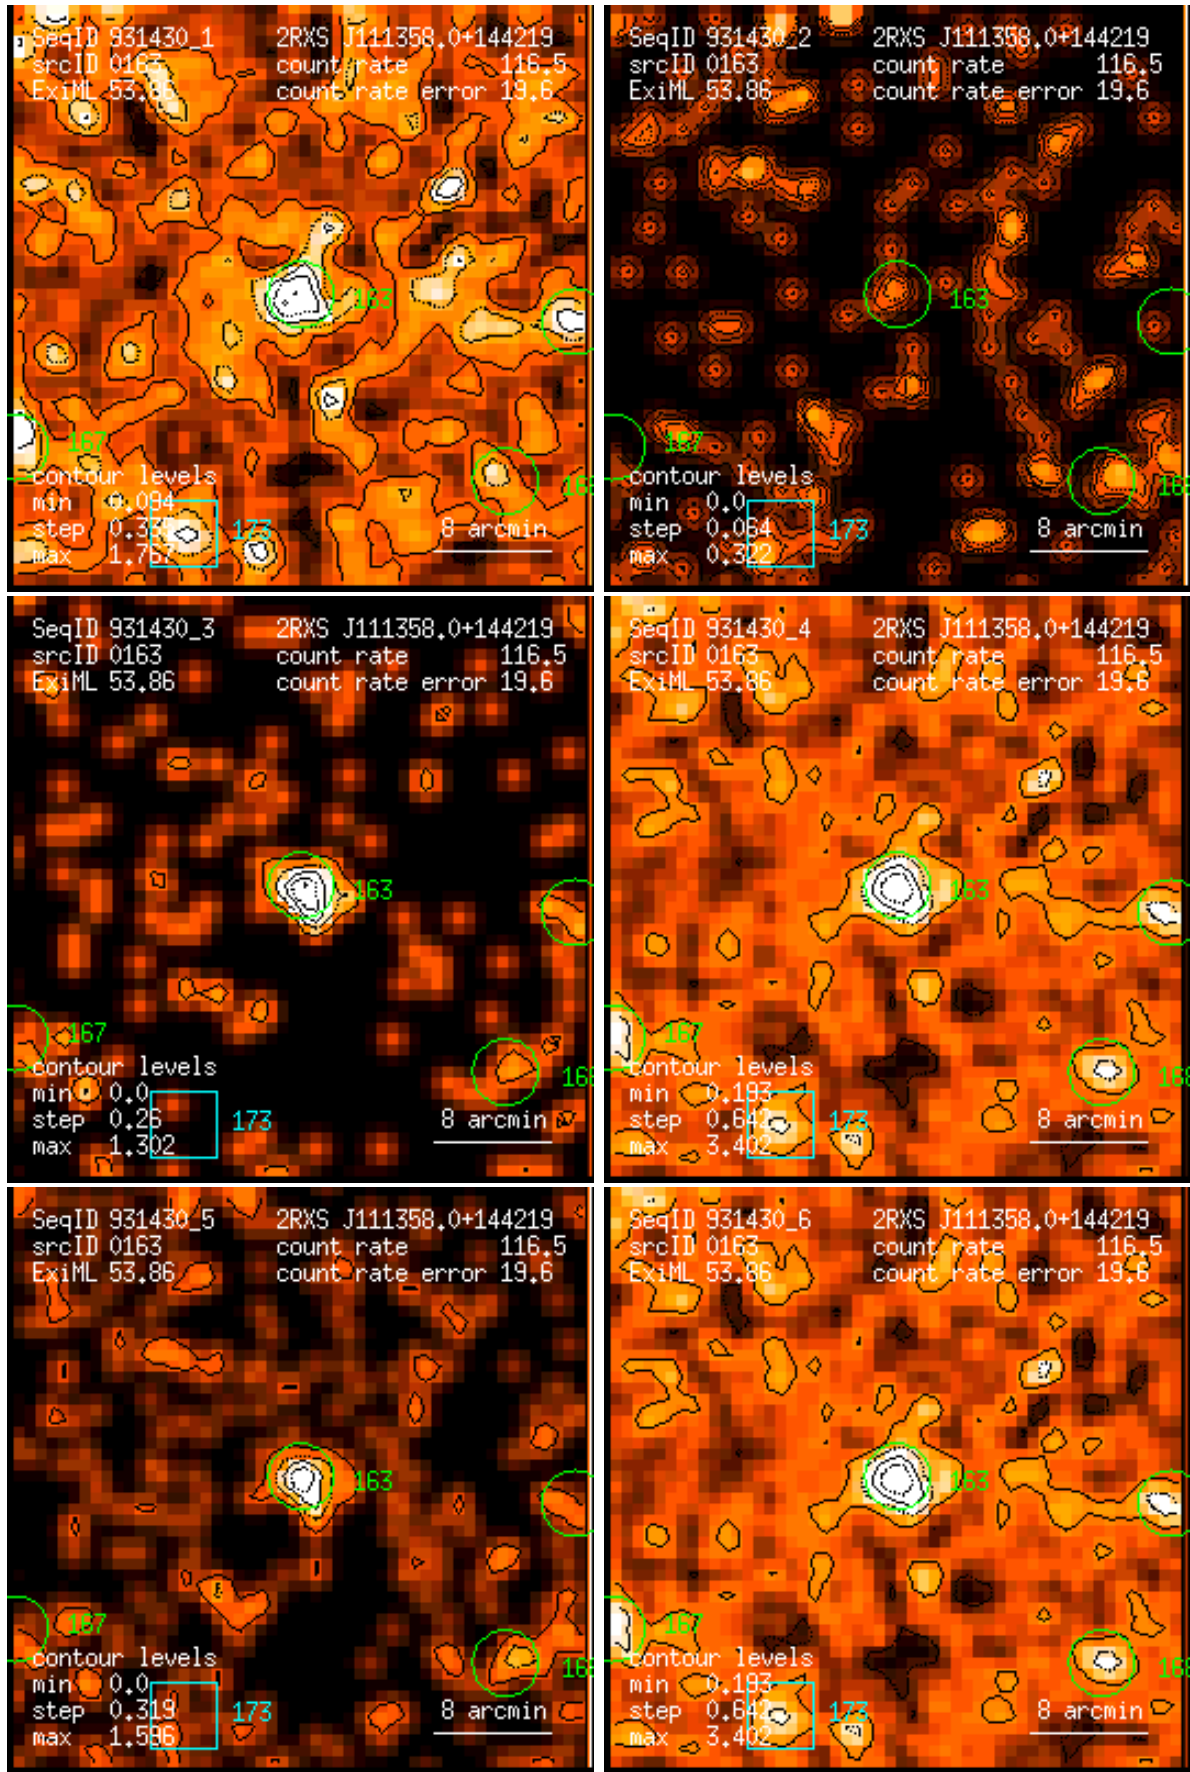 SeqID 931430_1 2RXS J111358.0+144219
srcID 0163 count rate 116.5
ExiML 53.86 count rate error 19.6
163
167
168
contour levels
min 0.094
step
173
8 arcmin
max 1.767
SeqID 931430_2 2RXS J111358.0+144219
srcID 0163 count rate 116.5
ExiML 53.86 count rate error 19.6
163
167
168
contour levels
min 0.0
step 0.064
173
8 arcmin
max 0.322
SeqID 931430_3 2RXS J111358.0+144219
srcID 0163 count rate 116.5
ExiML 53.86 count rate error 19.6
163
167
168
contour levels
min 0.0
step 0.26
173
8 arcmin
max 1.302
SeqID 931430_4 2RXS J111358.0+144219
srcID 0163 count rate 116.5
ExiML 53.86 count rate error 19.6
163
167
168
contour levels
min 0.193
step 0.642
173
8 arcmin
max 3.402
SeqID 931430_5 2RXS J111358.0+144219
srcID 0163 count rate 116.5
ExiML 53.86 count rate error 19.6
163
167
168
contour levels
min 0.0
step 0.319
173
8 arcmin
max 1.596
SeqID 931430_6 2RXS J111358.0+144219
srcID 0163 count rate 116.5
ExiML 53.86 count rate error 19.6
163
167
168
contour levels
min 0.193
step 0.642
173
8 arcmin
max 3.402